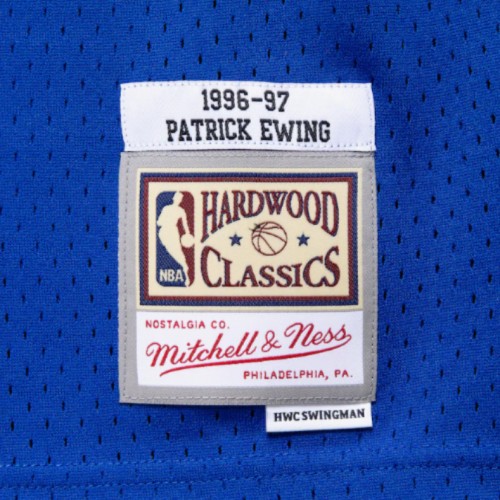 1996-97
PATRICK EWING
NBA
HARDWOOD
CLASSICS
NOSTALGIA CO.
Mitchell & Ness
PHILADELPHIA, PA.
HWC SWINGMAN